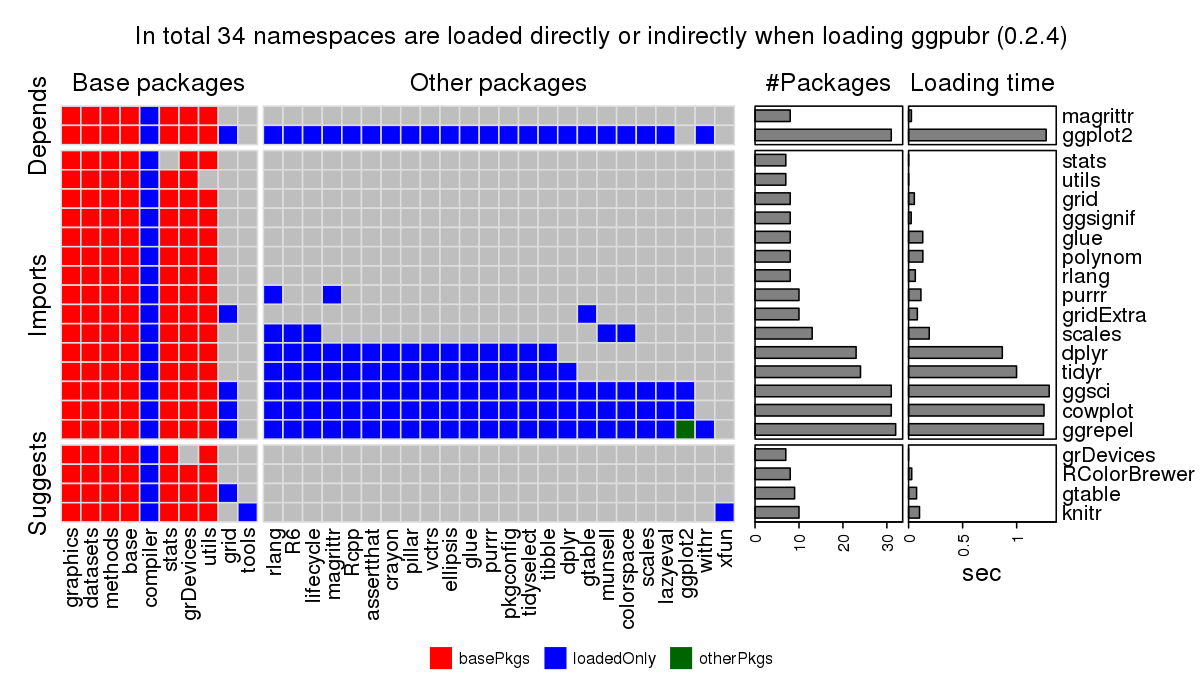 In total 34 namespaces are loaded directly or indirectly when loading ggpubr (0.2.4)
Base packages
Other packages
#Packages
Loading time
Depends
Imports
Suggests
magrittr
ggplot2
stats
utils
grid
ggsignif
glue
polynom
rlang
purrr
gridExtra
scales
dplyr
tidyr
ggsci
cowplot
ggrepel
grDevices
RColorBrewer
gtable
knitr
graphics
datasets
methods
base
compiler
stats
grDevices
utils
grid
tools
rlang
R6
lifecycle
magrittr
Rcpp
assertthat
crayon
pillar
vctrs
ellipsis
glue
purrr
pkgconfig
tidyselect
tibble
dplyr
gtable
munsell
colorspace
scales
lazyeval
ggplot2
withr
xfun
0
10
20
30
0
0.5
1
sec
basePkgs
loadedOnly
otherPkgs